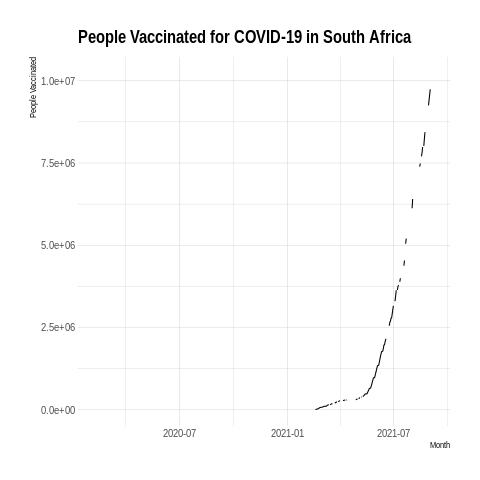 People Vaccinated for COVID-19 in South Africa
People Vaccinated
1.0e+07
7.5e+06
5.0e+06
2.5e+06
0.0e+00
2020-07 2021-01 2021-07
Month